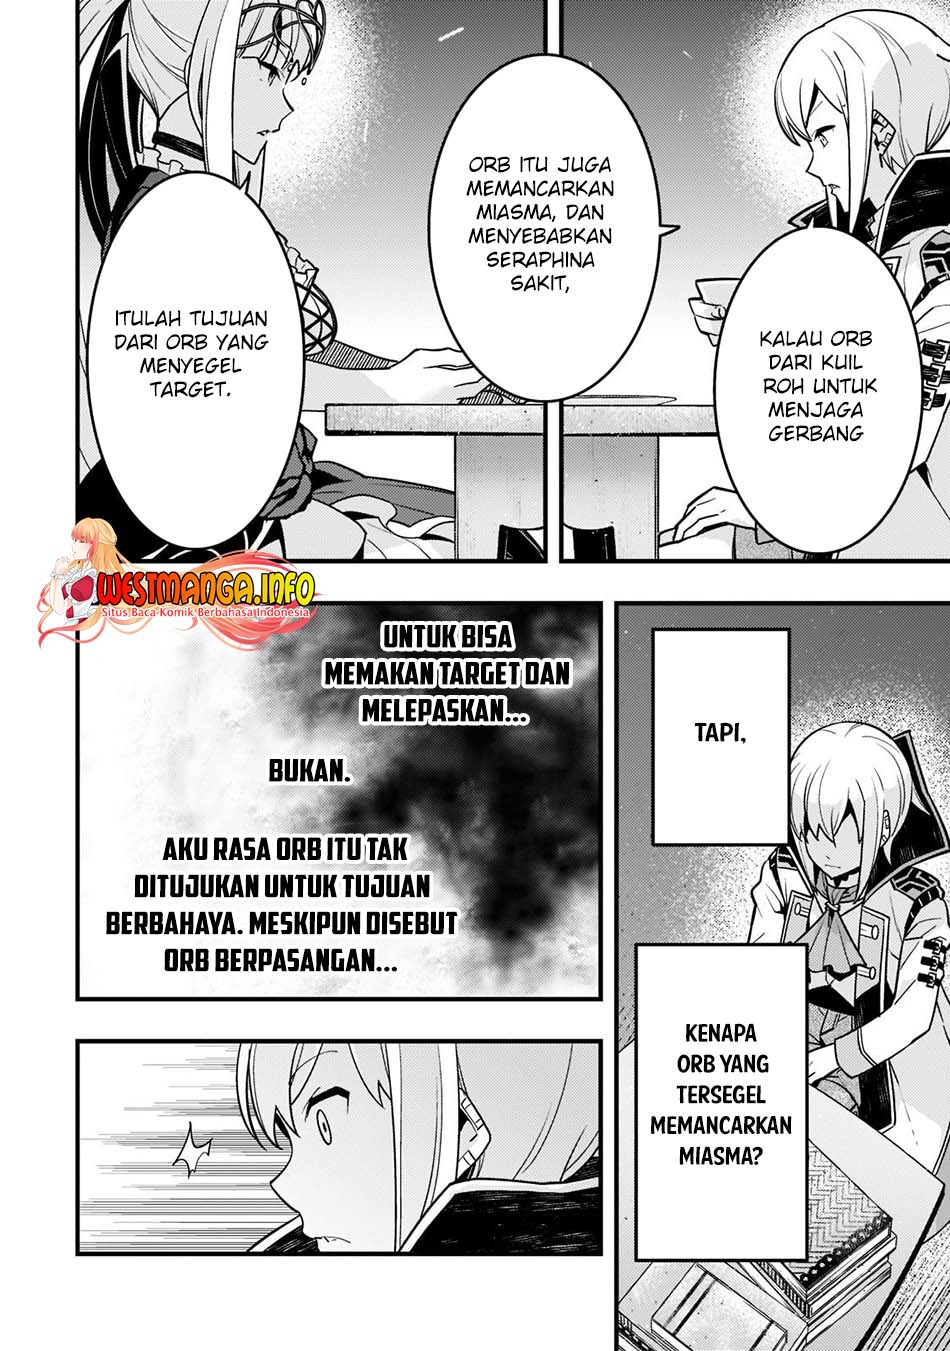 KALAU ORB
DARI KUIL
ROH UNTUK
MENJAGA
GERBANG
ORB ITU JUGA
MEMANCARKAN
MIASMA, DAN
MENYEBABKAN
SERAPHINA
SAKIT,
ITULAH TUJUAN
DARI ORB YANG
MENYEGEL
TARGET.
WESTMANGA.INFO
Situs Baca Komik Berbahasa Indonesia
TAPI,
KENAPA
ORB YANG
TERSEGEL
MEMANCARKAN
MIASMA?
UNTUK BISA
MEMAKAN TARGET DAN
MELEPASKAN...
BUKAN.
AKU RASA ORB ITU TAK
DITUJUKAN UNTUK TUJUAN
BERBAHAYA. MESKIPUN DISEBUT
ORB BERPASANGAN...